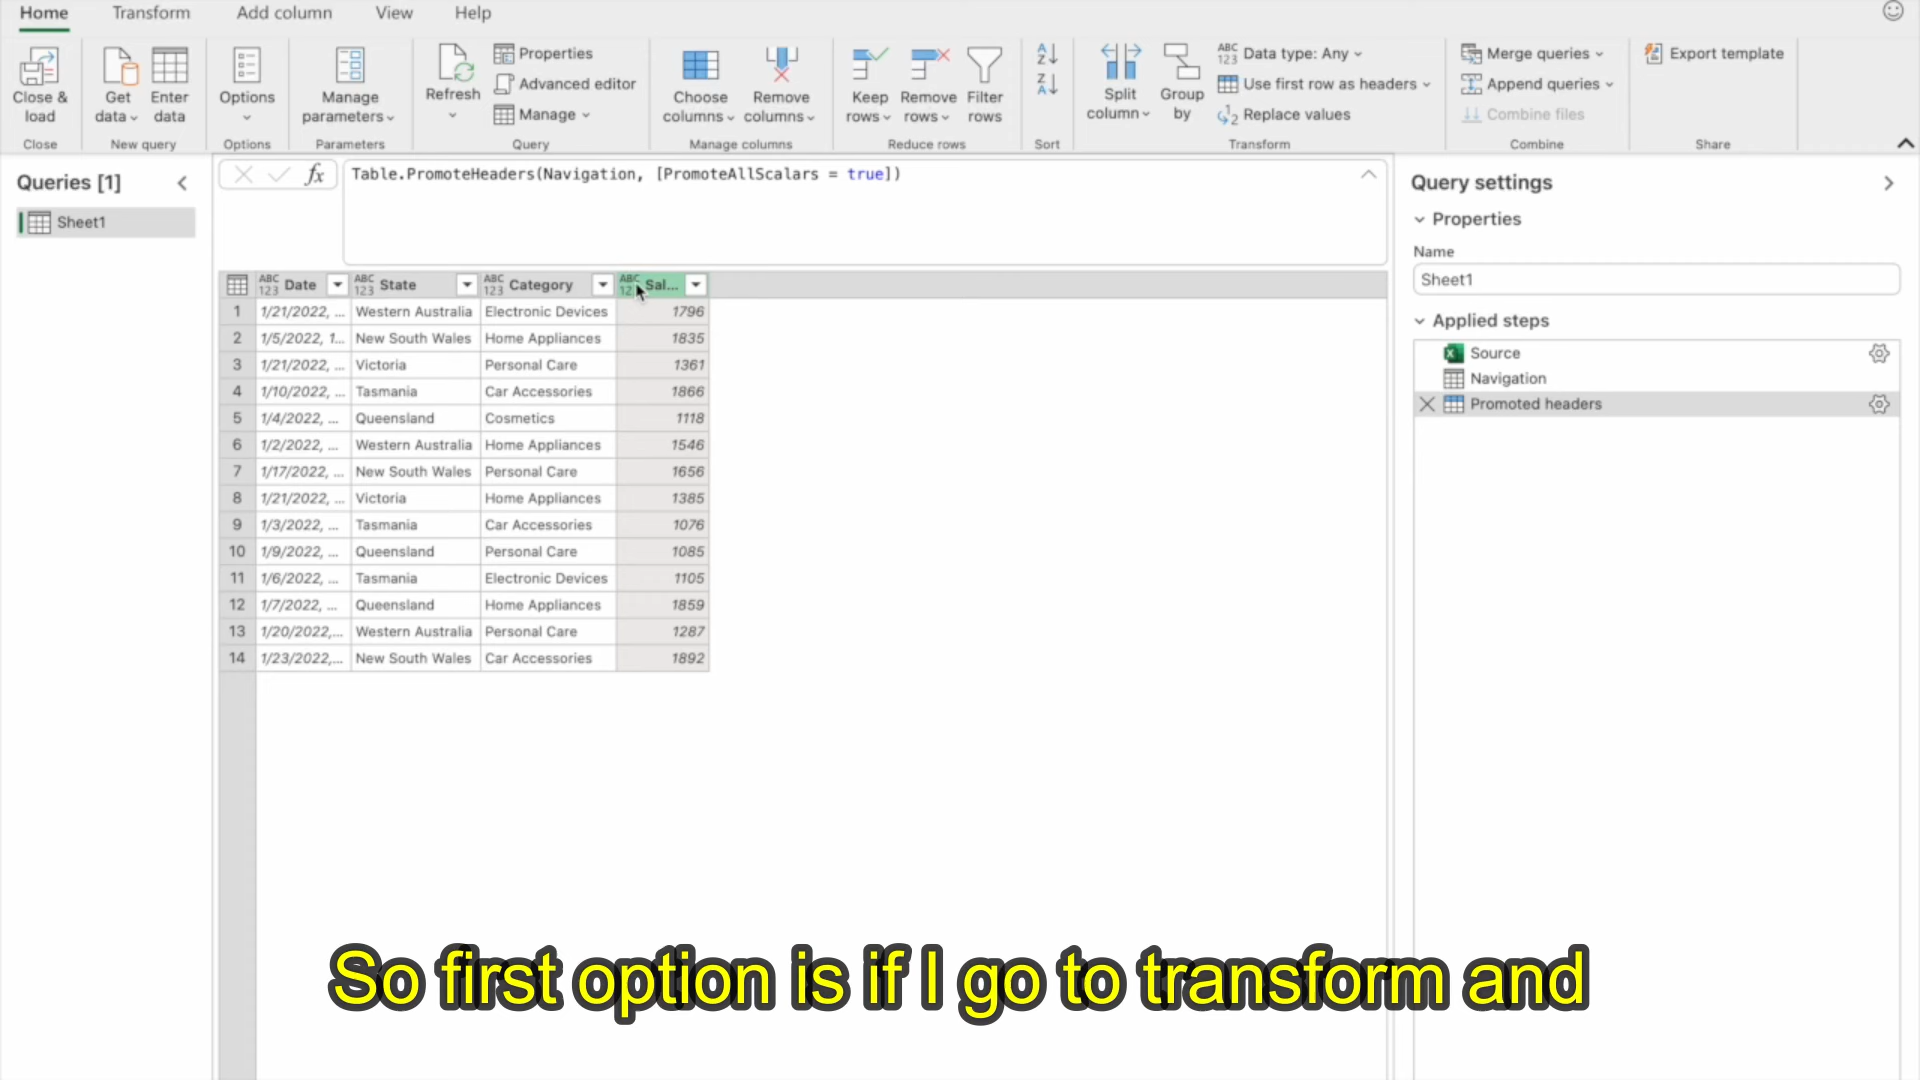 Home Transform Add column View Help
Close & load Get data Enter data Options Manage parameters Refresh Properties Advanced editor Manage Choose columns Remove columns Keep rows Remove rows Filter rows Split column Group by Data type: Any Use first row as headers Replace values Merge queries Append queries Combine files Export template
Close New query Options Parameters Query Manage columns Reduce rows Sort Transform Combine Share
Queries [1]
Sheet1
fx Table.PromoteHeaders(Navigation, [PromoteAllScalars = true])
ABC 123 Date ABC 123 State ABC 123 Category ABC Sal...
1 1/21/2022, ... Western Australia Electronic Devices 1796
2 1/5/2022, 1... New South Wales Home Appliances 1835
3 1/21/2022, ... Victoria Personal Care 1361
4 1/10/2022, ... Tasmania Car Accessories 1866
5 1/4/2022, ... Queensland Cosmetics 1118
6 1/2/2022, ... Western Australia Home Appliances 1546
7 1/17/2022, ... New South Wales Personal Care 1656
8 1/21/2022, ... Victoria Home Appliances 1385
9 1/3/2022, ... Tasmania Car Accessories 1076
10 1/9/2022, ... Queensland Personal Care 1085
11 1/6/2022, ... Tasmania Electronic Devices 1105
12 1/7/2022, ... Queensland Home Appliances 1859
13 1/20/2022,... Western Australia Personal Care 1287
14 1/23/2022,... New South Wales Car Accessories 1892
Query settings
Properties
Name
Sheet1
Applied steps
Source
Navigation
Promoted headers
So first option is if I go to transform and